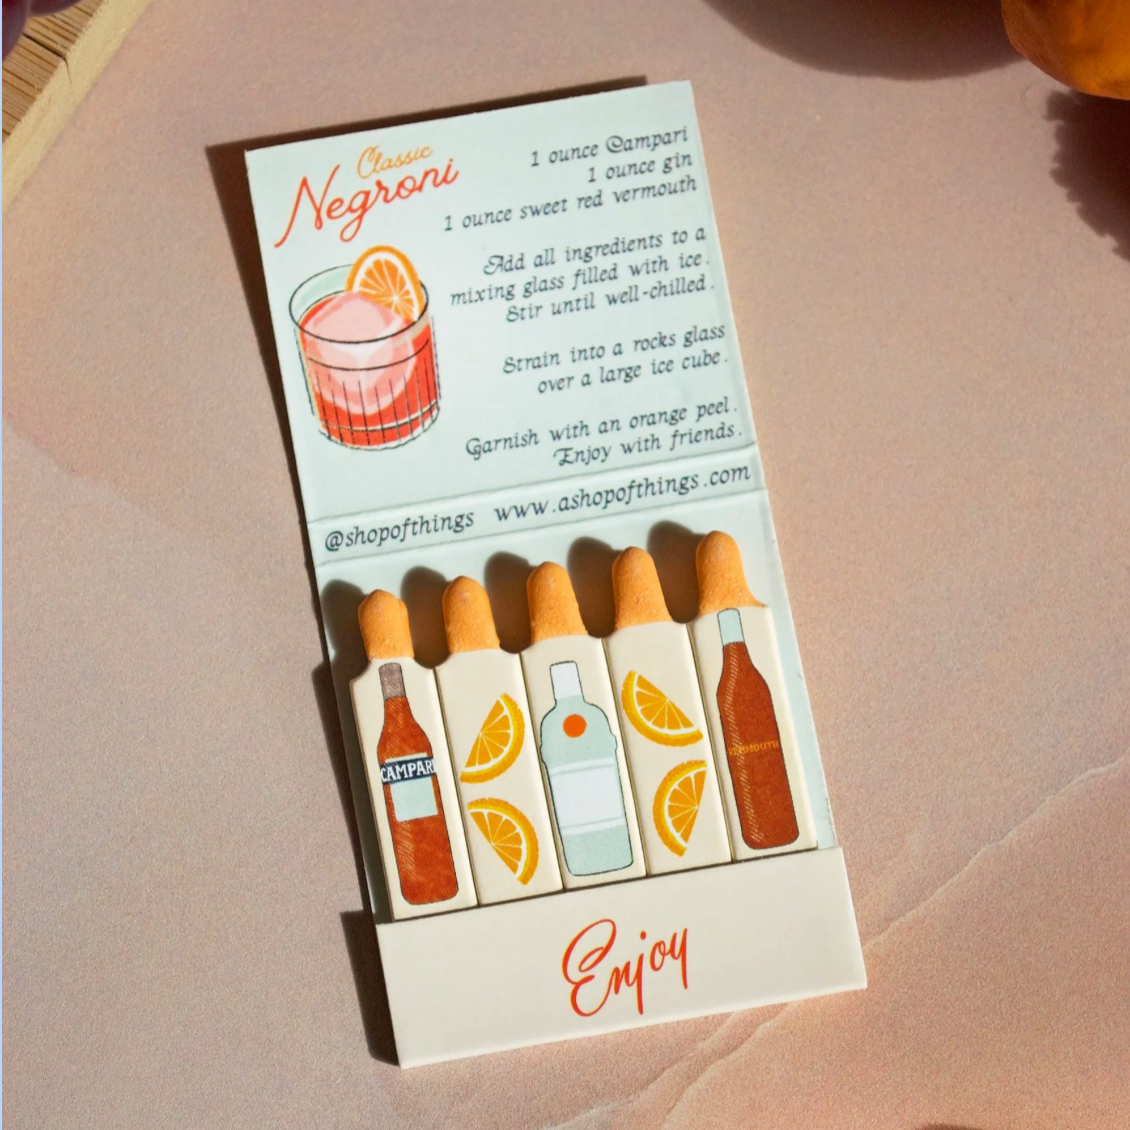 Classic
Negroni
1 ounce Campari
1 ounce gin
1 ounce sweet red vermouth
Add all ingredients to a
mixing glass filled with ice.
Stir until well-chilled.
Strain into a rocks glass
over a large ice cube.
Garnish with an orange peel.
Enjoy with friends.
@shopofthings www.ashopofthings.com
CAMPARI
VERMOUTH
Enjoy